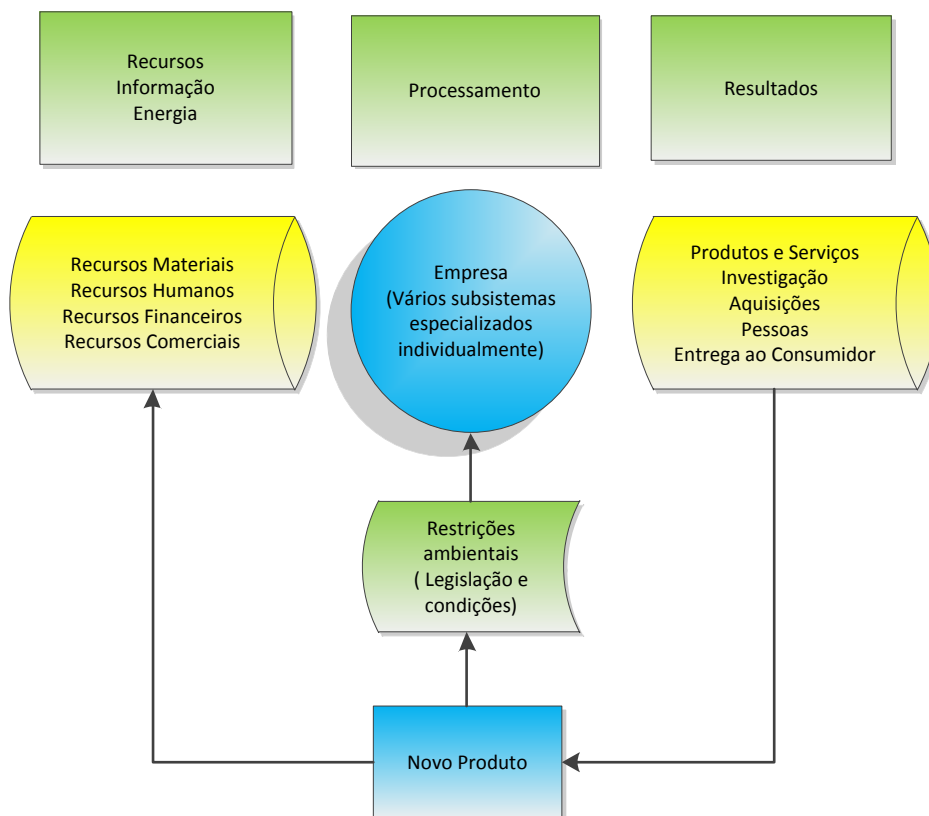 Recursos
Informação
Energia
Processamento
Resultados
Recursos Materiais
Recursos Humanos
Recursos Financeiros
Recursos Comerciais
Empresa
(Vários subsistemas
especializados
individualmente)
Produtos e Serviços
Investigação
Aquisições
Pessoas
Entrega ao Consumidor
Restrições
ambientais
( Legislação e
condições)
Novo Produto